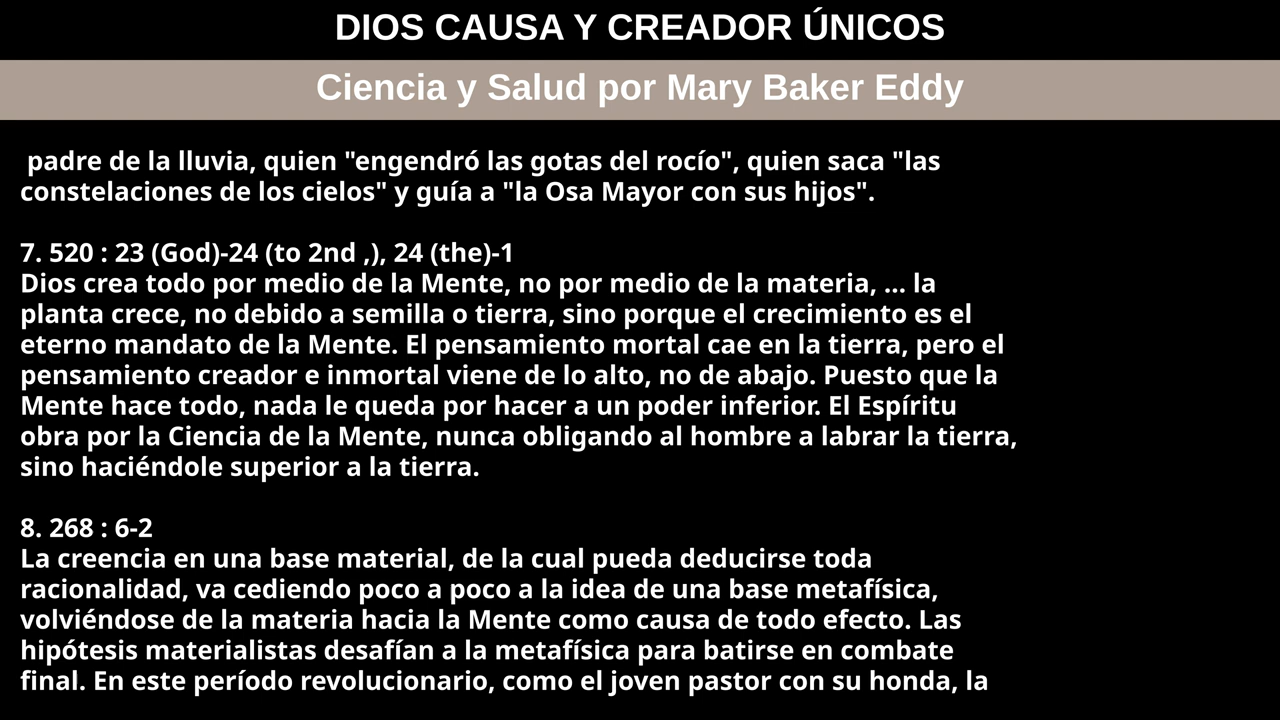 DIOS CAUSA Y CREADOR ÚNICOS
Ciencia y Salud por Mary Baker Eddy
padre de la lluvia, quien "engendró las gotas del rocío", quien saca "las
constelaciones de los cielos" y guía a "la Osa Mayor con sus hijos".
7. 520 : 23 (God)-24 (to 2nd ,), 24 (the)-1
Dios crea todo por medio de la Mente, no por medio de la materia, ... la
planta crece, no debido a semilla o tierra, sino porque el crecimiento es el
eterno mandato de la Mente. El pensamiento mortal cae en la tierra, pero el
pensamiento creador e inmortal viene de lo alto, no de abajo. Puesto que la
Mente hace todo, nada le queda por hacer a un poder inferior. El Espíritu
obra por la Ciencia de la Mente, nunca obligando al hombre a labrar la tierra,
sino haciéndole superior a la tierra.
8. 268 : 6-2
La creencia en una base material, de la cual pueda deducirse toda
racionalidad, va cediendo poco a poco a la idea de una base metafísica,
volviéndose de la materia hacia la Mente como causa de todo efecto. Las
hipótesis materialistas desafían a la metafísica para batirse en combate
final. En este período revolucionario, como el joven pastor con su honda, la